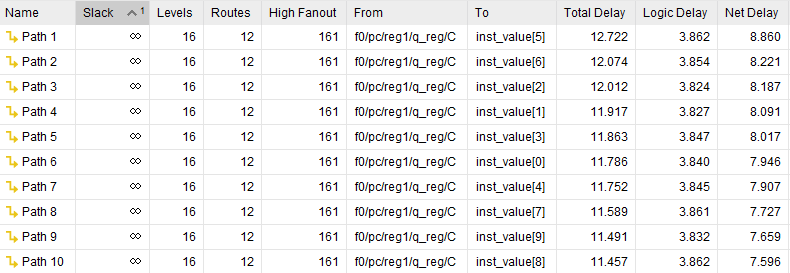 Name Slack 1 Levels Routes High Fanout From To Total Delay Logic Delay Net Delay
Path 1 ∞ 16 12 161 f0/pc/reg1/q_reg/C inst_value[5] 12.722 3.862 8.860
Path 2 ∞ 16 12 161 f0/pc/reg1/q_reg/C inst_value[6] 12.074 3.854 8.221
Path 3 ∞ 16 12 161 f0/pc/reg1/q_reg/C inst_value[2] 12.012 3.824 8.187
Path 4 ∞ 16 12 161 f0/pc/reg1/q_reg/C inst_value[1] 11.917 3.827 8.091
Path 5 ∞ 16 12 161 f0/pc/reg1/q_reg/C inst_value[3] 11.863 3.847 8.017
Path 6 ∞ 16 12 161 f0/pc/reg1/q_reg/C inst_value[0] 11.786 3.840 7.946
Path 7 ∞ 16 12 161 f0/pc/reg1/q_reg/C inst_value[4] 11.752 3.845 7.907
Path 8 ∞ 16 12 161 f0/pc/reg1/q_reg/C inst_value[7] 11.589 3.861 7.727
Path 9 ∞ 16 12 161 f0/pc/reg1/q_reg/C inst_value[9] 11.491 3.832 7.659
Path 10 ∞ 16 12 161 f0/pc/reg1/q_reg/C inst_value[8] 11.457 3.862 7.596